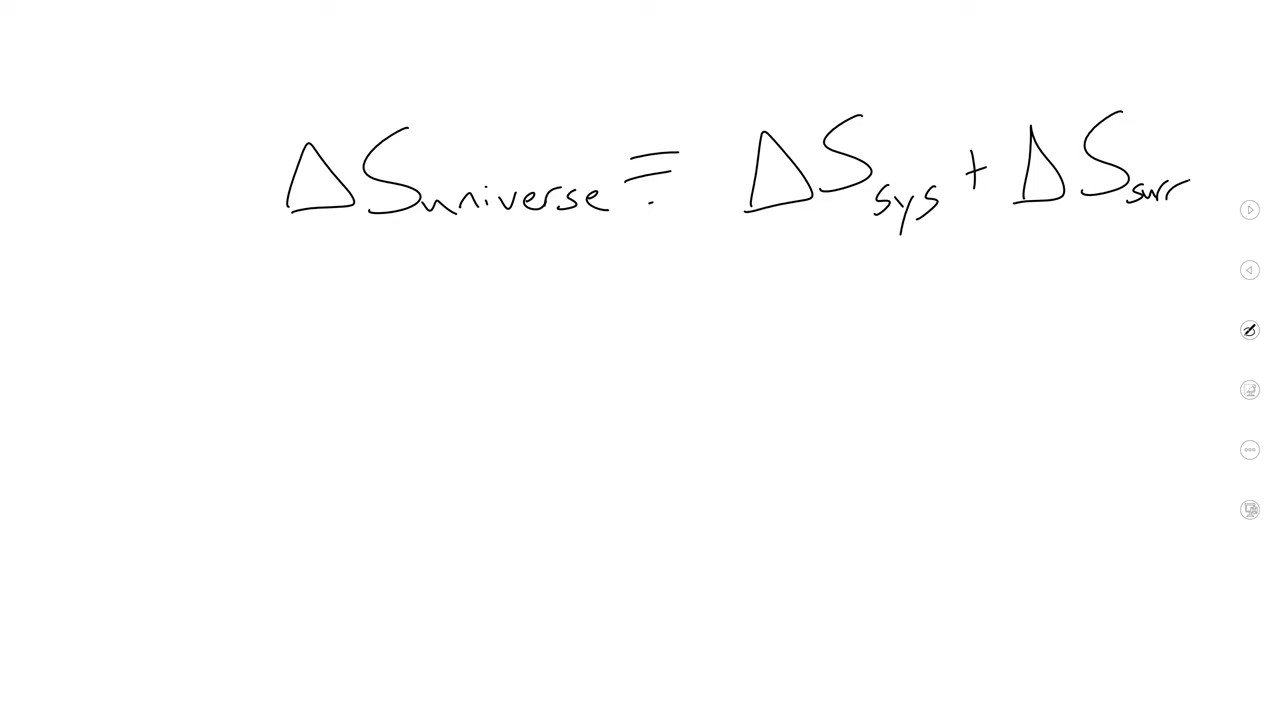 ΔSuniverse = ΔSsys + ΔSsurr